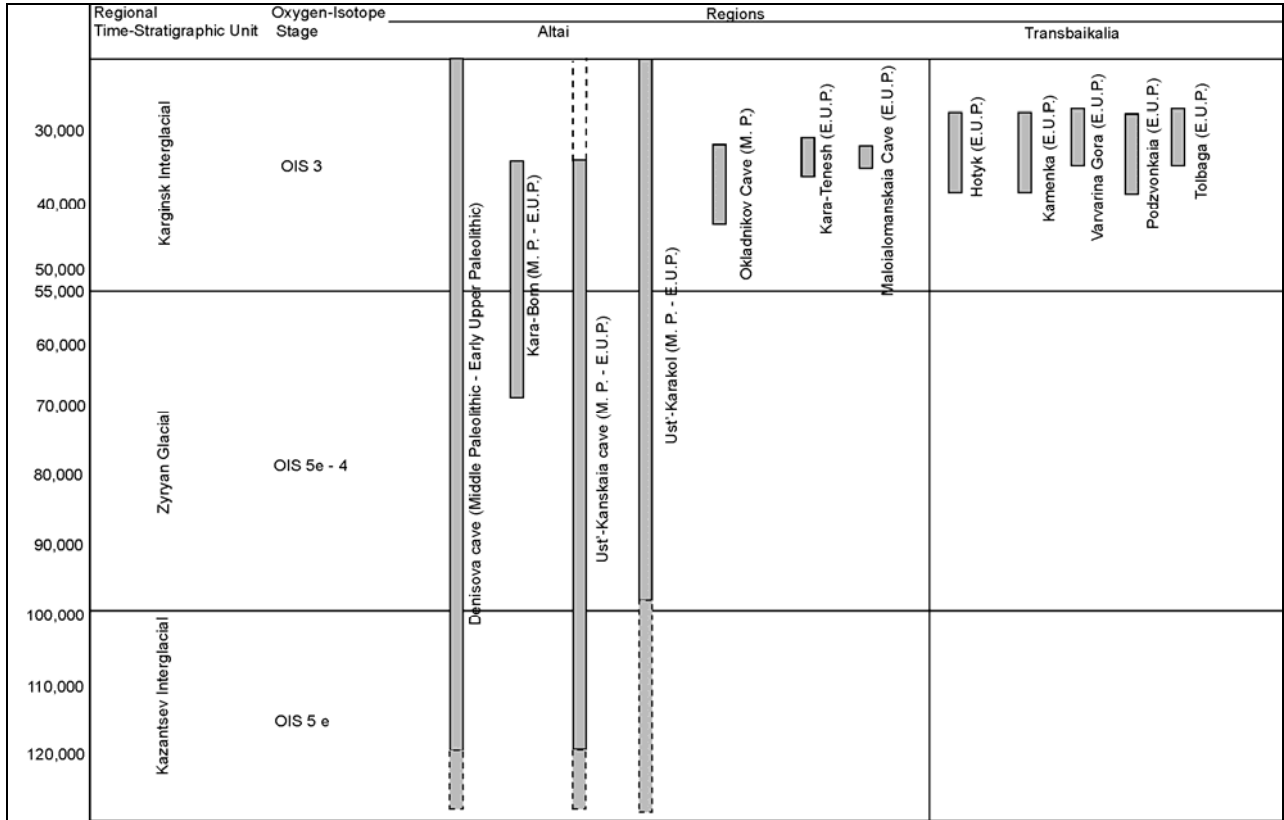 Regional
Time-Stratigraphic Unit
Oxygen-Isotope
Stage
Regions
Altai
Transbaikalia
30,000
40,000
50,000
55,000
60,000
70,000
80,000
90,000
100,000
110,000
120,000
Karginsk Interglacial
Zyryan Glacial
Kazantsev Interglacial
OIS 3
OIS 5e - 4
OIS 5 e
Denisova cave (Middle Paleolithic - Early Upper Paleolithic)
Kara-Bom (M. P. - E.U.P.)
Ust'-Kanskaia cave (M. P. - E.U.P.)
Ust'-Karakol (M. P. - E.U.P.)
Okladnikov Cave (M. P.)
Kara-Tenesh (E.U.P.)
Maloialomanskaia Cave (E.U.P.)
Hotyk (E.U.P.)
Kamenka (E.U.P.)
Varvarina Gora (E.U.P.)
Podzvonkaia (E.U.P.)
Tolbaga (E.U.P.)